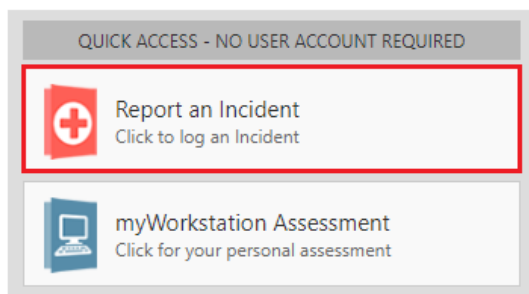 QUICK ACCESS - NO USER ACCOUNT REQUIRED
Report an Incident
Click to log an Incident
myWorkstation Assessment
Click for your personal assessment